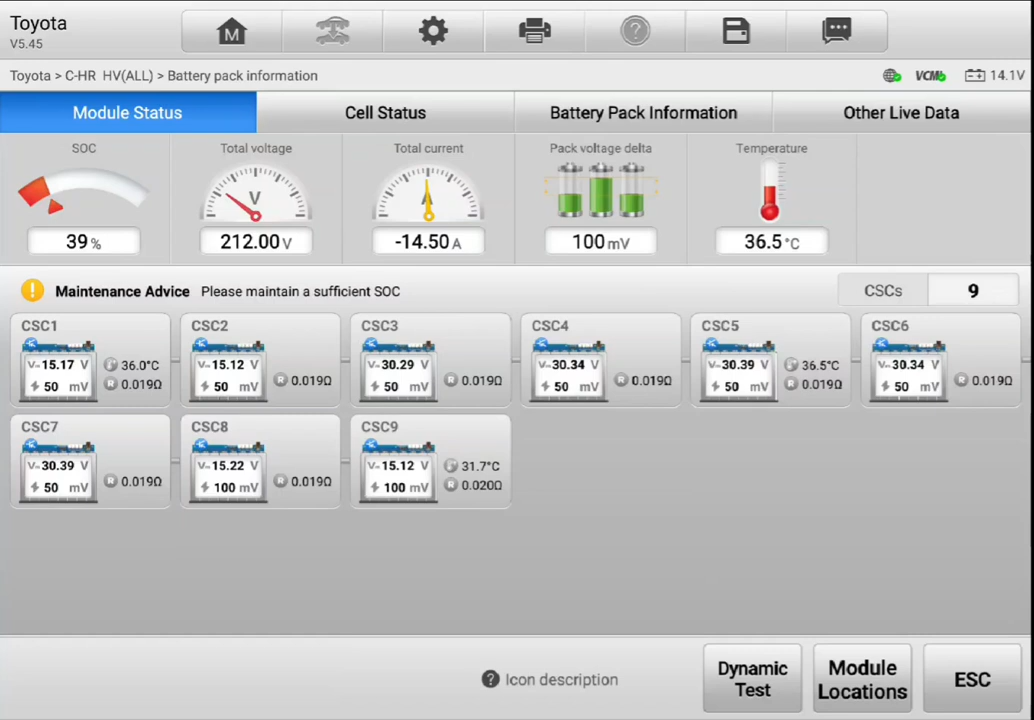 Toyota
V5.45
M
Toyota > C-HR HV(ALL) > Battery pack information
VCMI
14.1V
Module Status
Cell Status
Battery Pack Information
Other Live Data
SOC
Total voltage
Total current
Pack voltage delta
Temperature
V
A
39 %
212.00 V
-14.50 A
100 mV
36.5 °C
! Maintenance Advice Please maintain a sufficient SOC
CSCs 9
CSC1
15.17 V
50 mV
36.0°C
R 0.019Ω
CSC2
15.12 V
50 mV
R 0.019Ω
CSC3
30.29 V
50 mV
R 0.019Ω
CSC4
30.34 V
50 mV
R 0.019Ω
CSC5
30.39 V
50 mV
36.5°C
R 0.019Ω
CSC6
30.34 V
50 mV
R 0.019Ω
CSC7
30.39 V
50 mV
R 0.019Ω
CSC8
15.22 V
100 mV
R 0.019Ω
CSC9
15.12 V
100 mV
31.7°C
R 0.020Ω
? Icon description
Dynamic
Test
Module
Locations
ESC